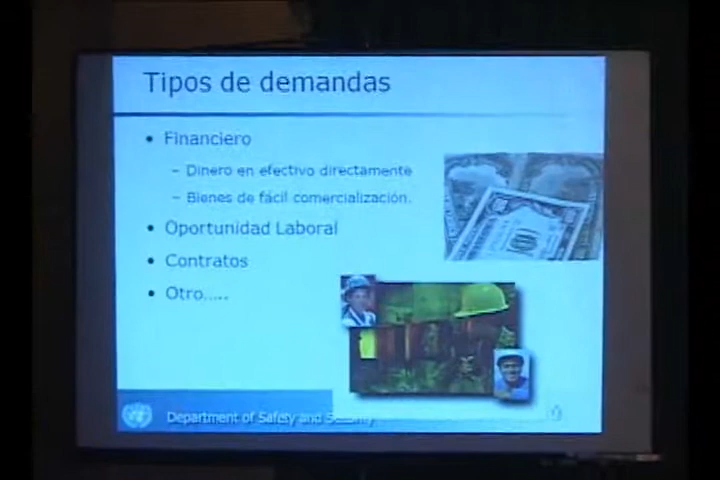 Tipos de demandas
• Financiero
– Dinero en efectivo directamente
– Bienes de fácil comercialización.
• Oportunidad Laboral
• Contratos
• Otro.....
Department of Safety and Security